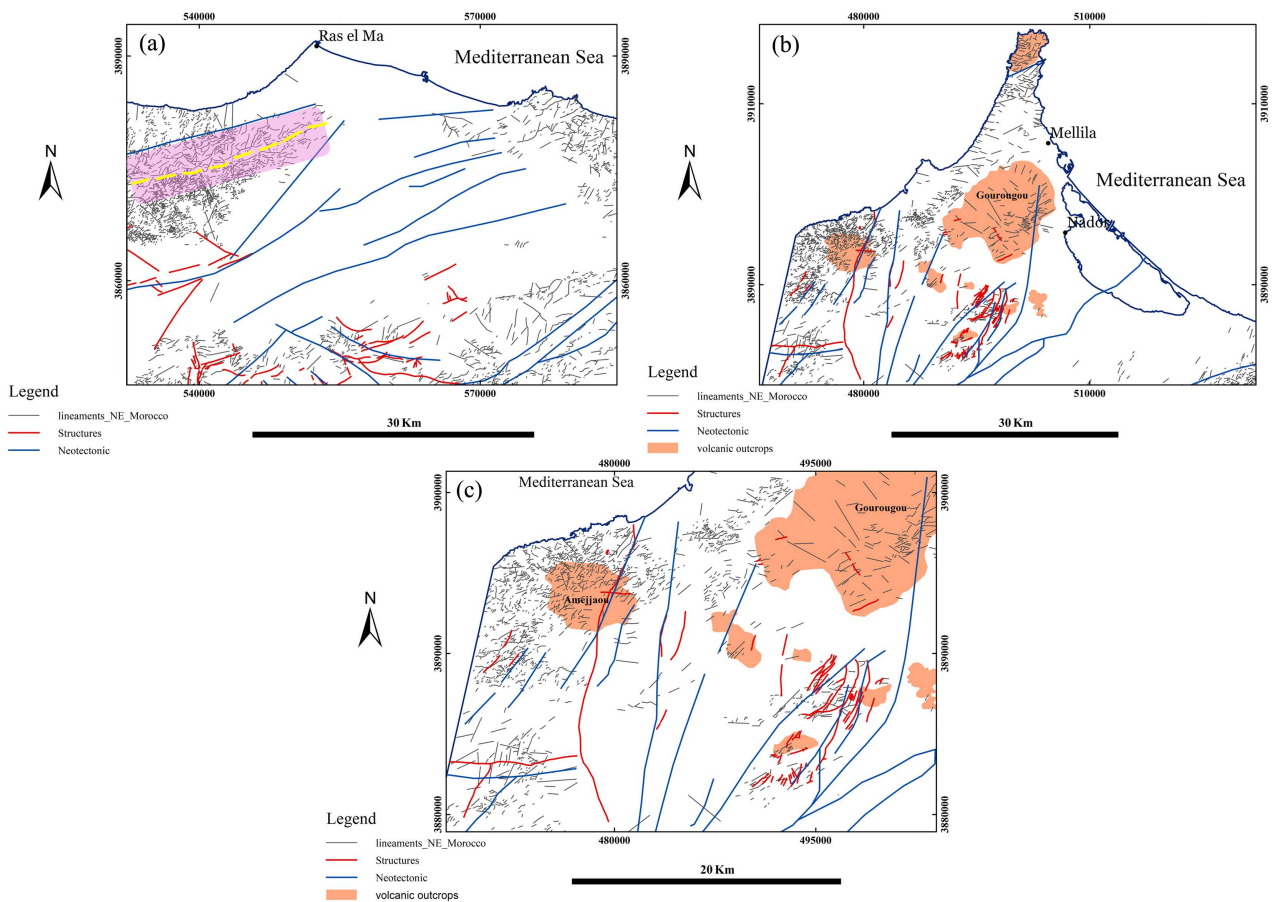 540000
570000
(a)
Ras el Ma
Mediterranean Sea
3890000
3890000
N
3860000
3860000
540000
570000
Legend
lineaments_NE_Morocco
Structures
Neotectonic
30 Km
480000
510000
(b)
3910000
3910000
Mellila
Mediterranean Sea
N
Gourougou
Nador
3890000
3890000
480000
510000
Legend
lineaments_NE_Morocco
Structures
Neotectonic
volcanic outcrops
30 Km
480000
495000
(c)
Mediterranean Sea
3900000
3900000
Gourougou
Amejjaou
N
3890000
3890000
3880000
3880000
480000
495000
Legend
lineaments_NE_Morocco
Structures
Neotectonic
volcanic outcrops
20 Km